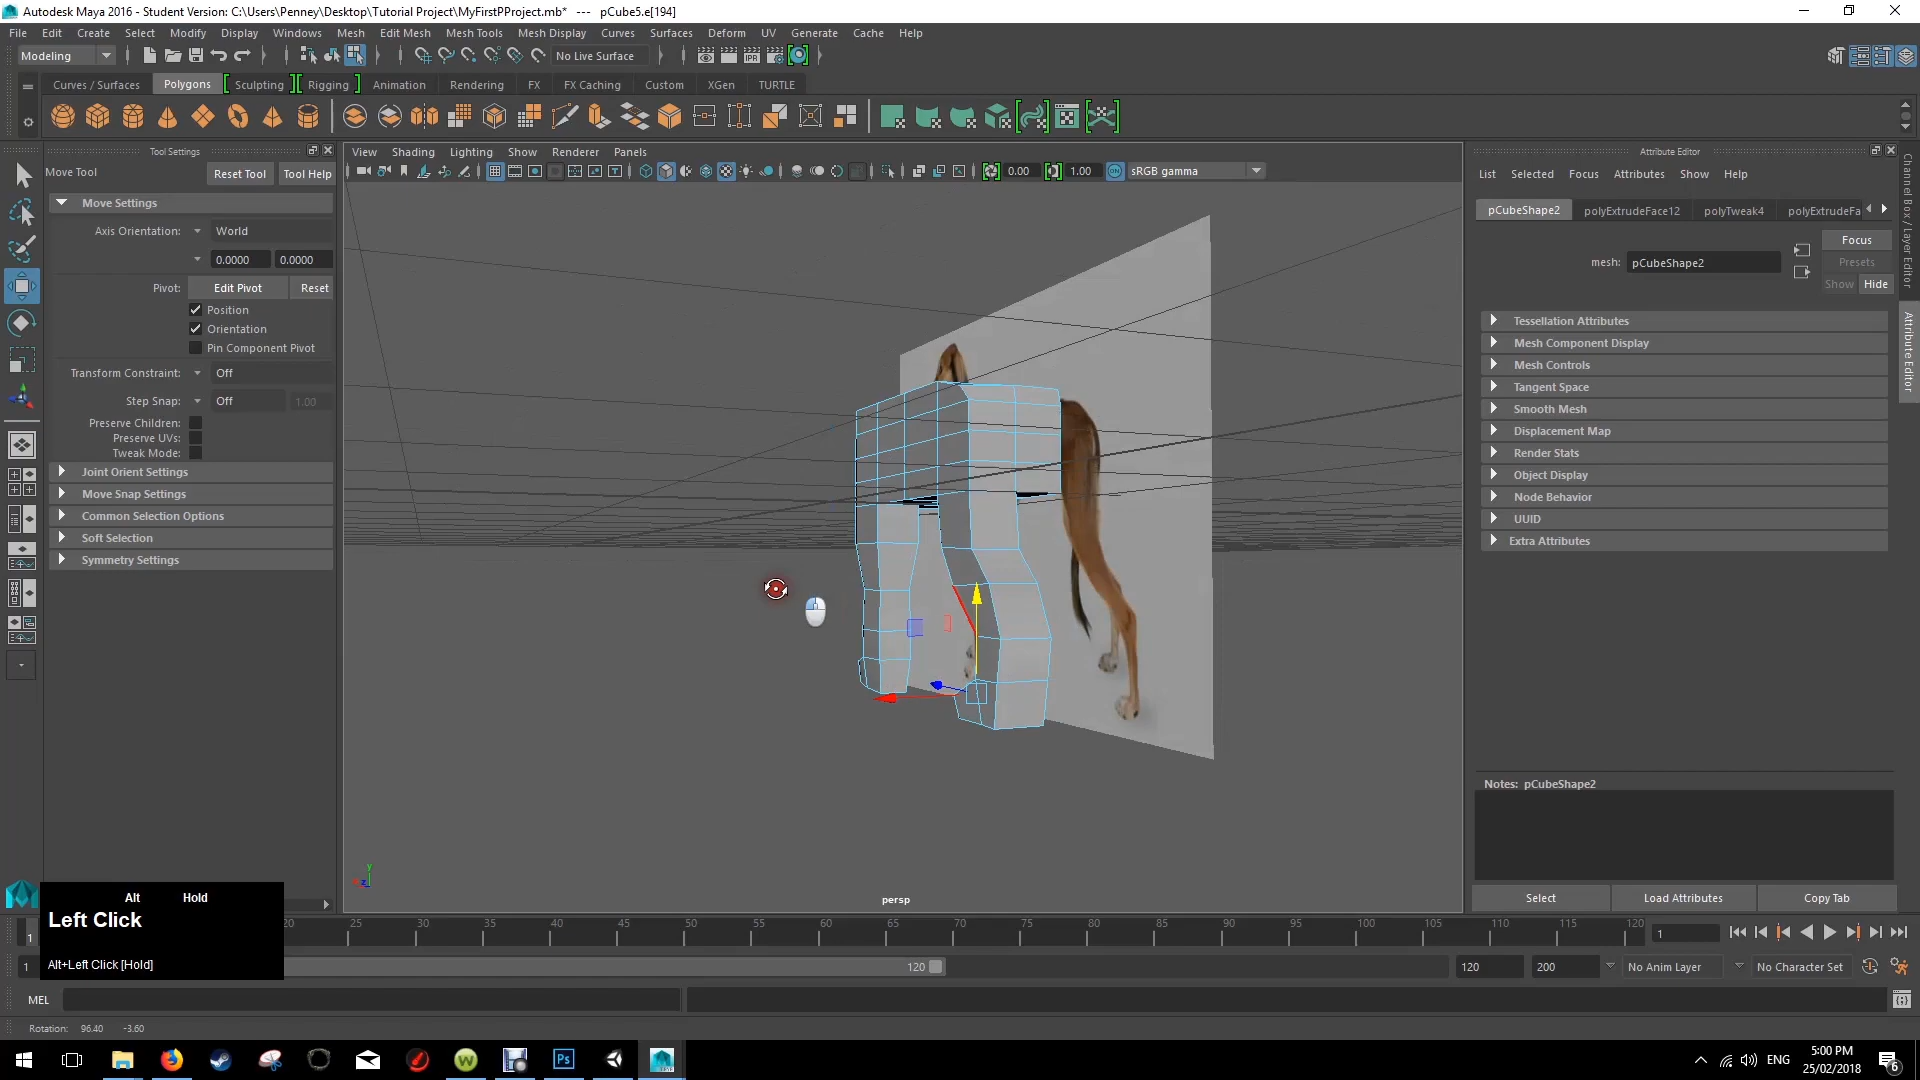 Autodesk Maya 2016 - Student Version: C:\Users\Penney\Desktop\Tutorial Project\MyFirstPProject.mb*   ---   pCube5.e[194]
File Edit Create Select Modify Display Windows Mesh Edit Mesh Mesh Tools Mesh Display Curves Surfaces Deform UV Generate Cache Help
Modeling No Live Surface
Curves / Surfaces Polygons Sculpting Rigging Animation Rendering FX FX Caching Custom XGen TURTLE
Tool Settings
Move Tool Reset Tool Tool Help
Move Settings
Axis Orientation: World
0.0000 0.0000
Pivot: Edit Pivot Reset
Position
Orientation
Pin Component Pivot
Transform Constraint: Off
Step Snap: Off 1.00
Preserve Children:
Preserve UVs:
Tweak Mode:
Joint Orient Settings
Move Snap Settings
Common Selection Options
Soft Selection
Symmetry Settings
View Shading Lighting Show Renderer Panels
0.00 1.00 sRGB gamma
persp
Attribute Editor
List Selected Focus Attributes Show Help
pCubeShape2 polyExtrudeFace12 polyTweak4 polyExtrudeFa
Focus
mesh: pCubeShape2
Presets
Show Hide
Tessellation Attributes
Mesh Component Display
Mesh Controls
Tangent Space
Smooth Mesh
Displacement Map
Render Stats
Object Display
Node Behavior
UUID
Extra Attributes
Notes: pCubeShape2
Select Load Attributes Copy Tab
Channel Box / Layer Editor
Attribute Editor
Alt Hold
Left Click
Alt+Left Click [Hold]
1 20 25 30 35 40 45 50 55 60 65 70 75 80 85 90 95 100 105 110 115 120 1
1 120 120 200 No Anim Layer No Character Set
MEL
Rotation: 96.40 -3.60
Ps
ENG
5:00 PM
25/02/2018
6